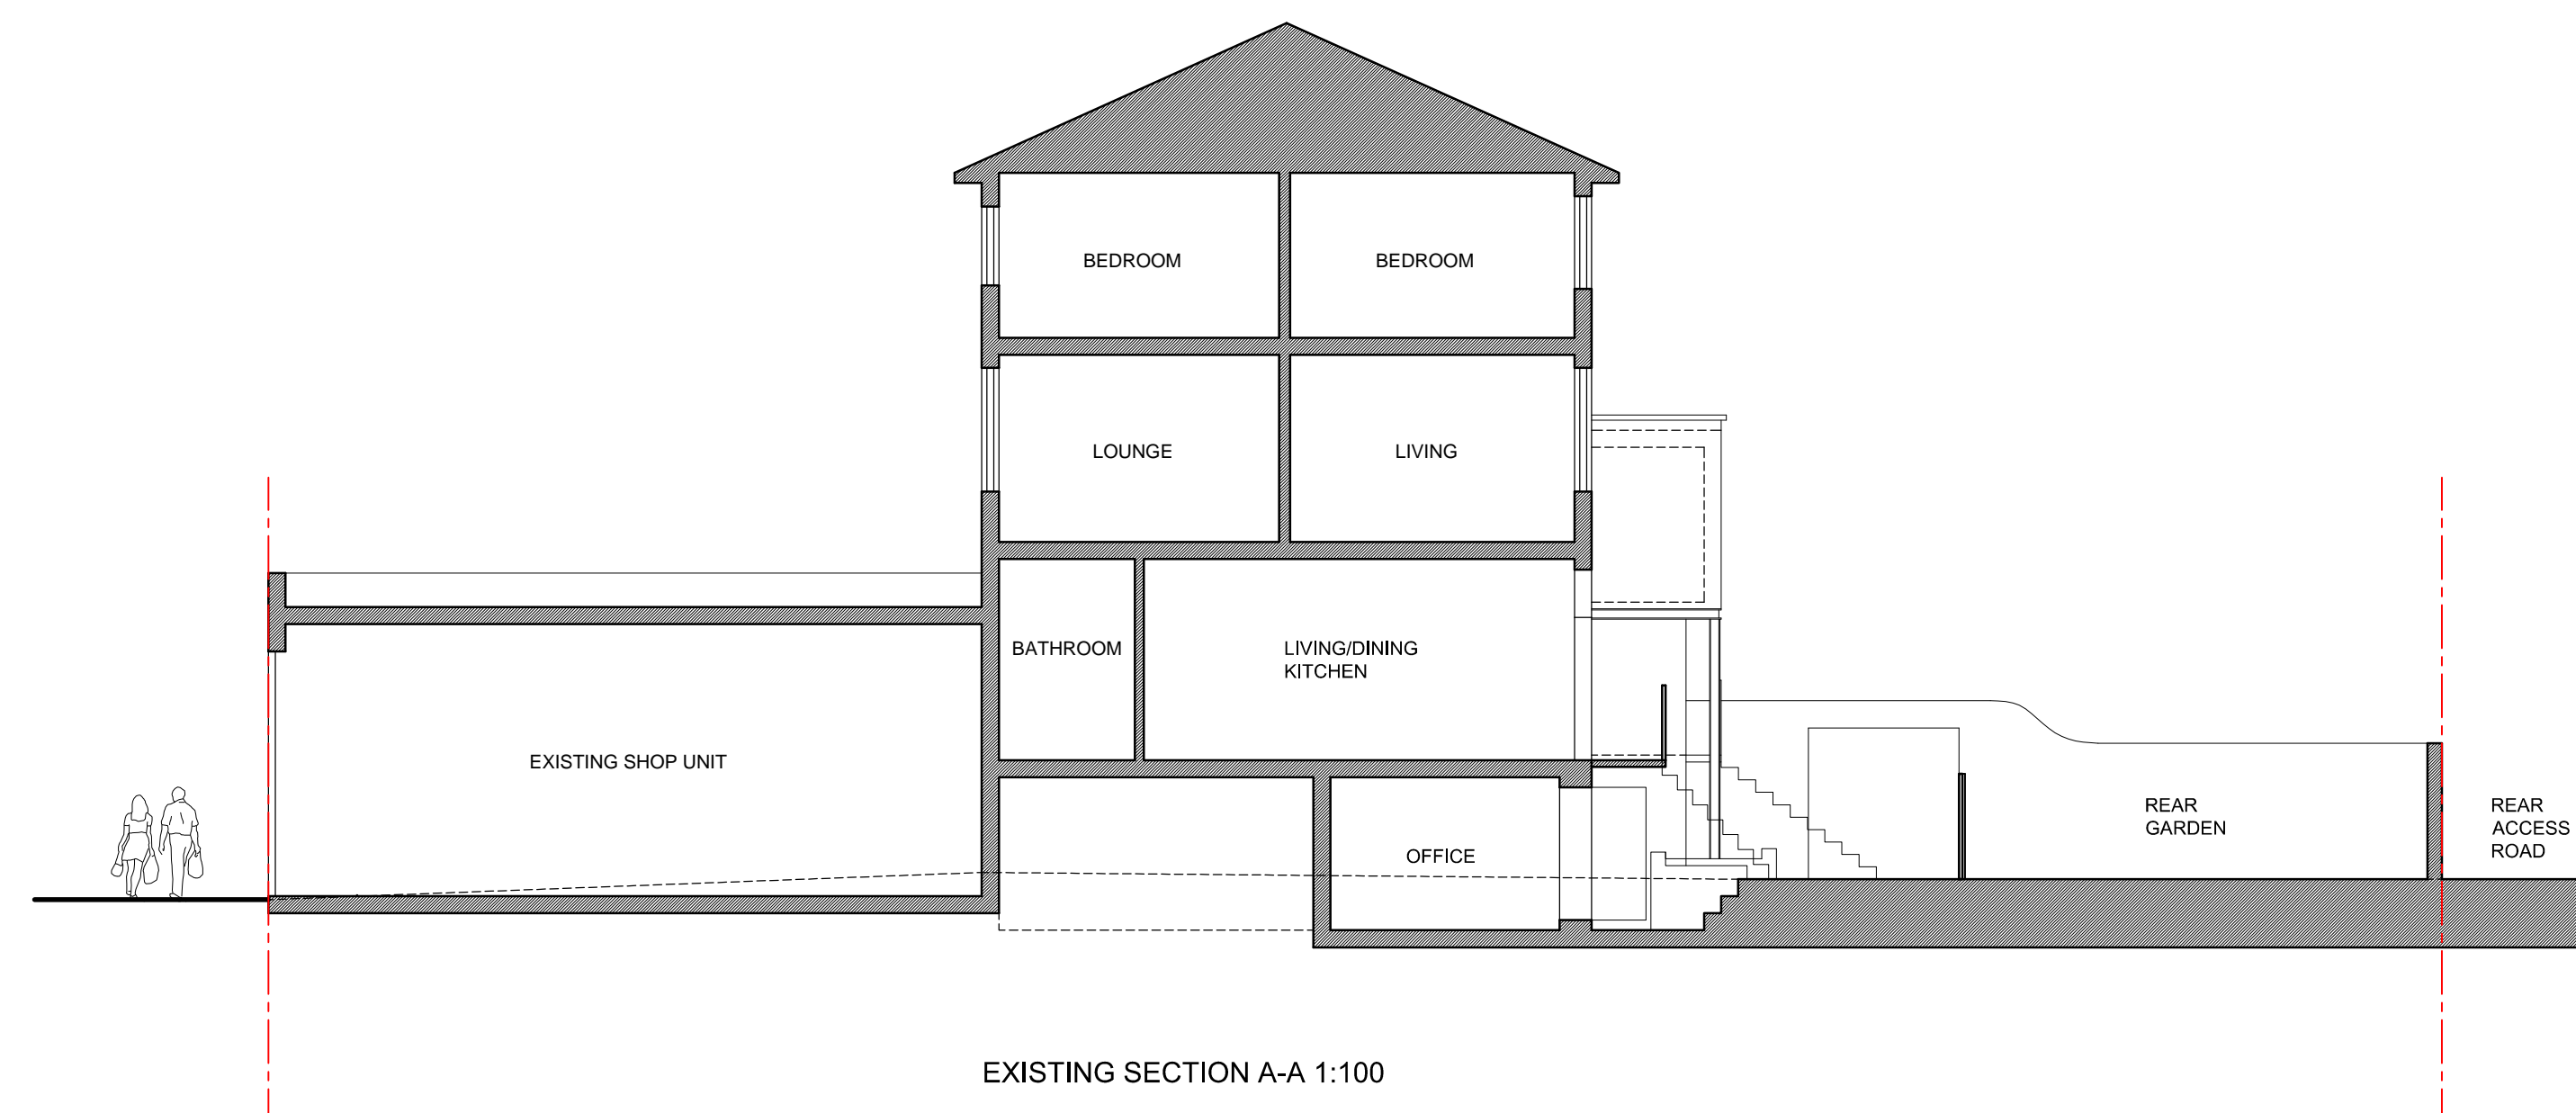 BEDROOM
BEDROOM
LOUNGE
LIVING
BATHROOM
LIVING/DINING
KITCHEN
EXISTING SHOP UNIT
OFFICE
REAR
GARDEN
REAR
ACCESS
ROAD
EXISTING SECTION A-A 1:100